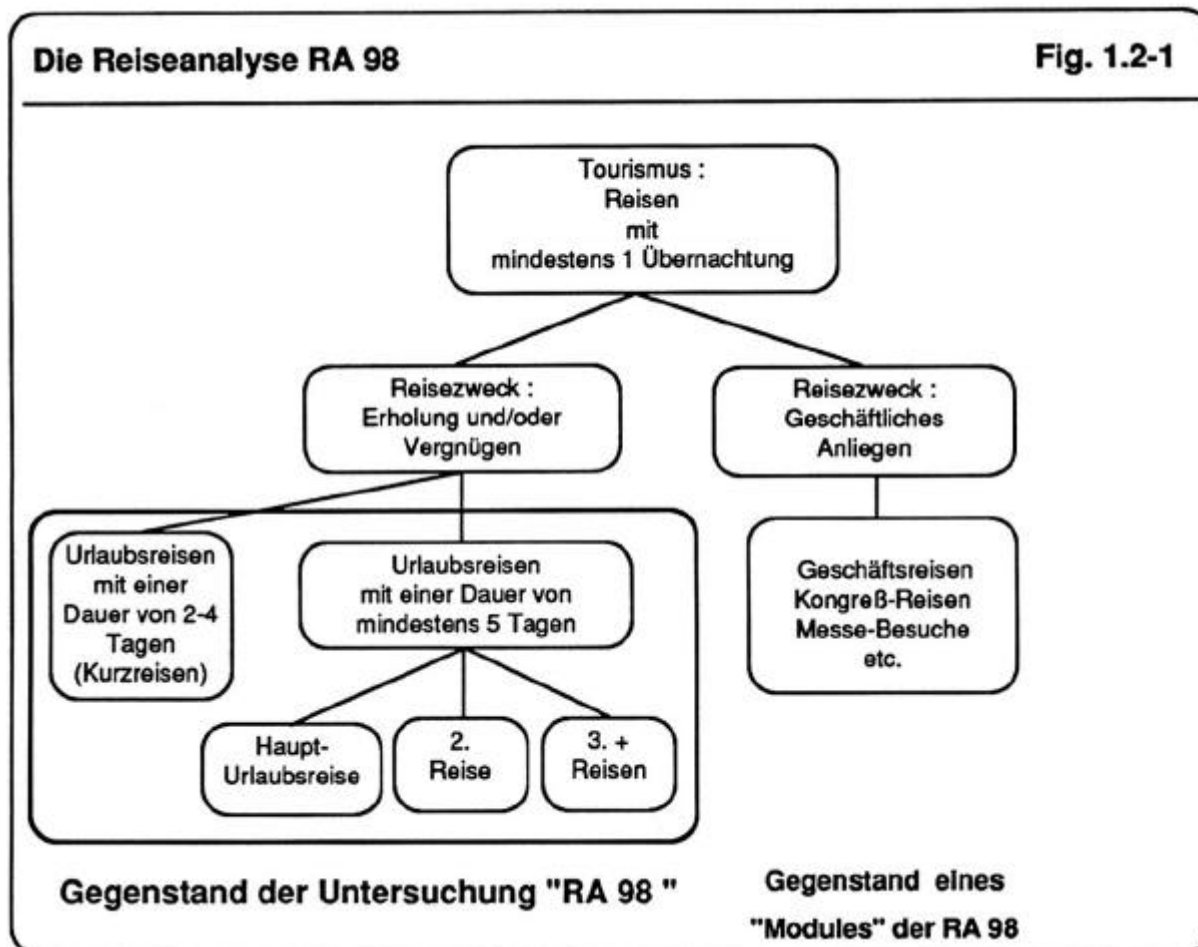 Die Reiseanalyse RA 98
Fig. 1.2-1
Tourismus :
Reisen
mit
mindestens 1 Übernachtung
Reisezweck :
Erholung und/oder
Vergnügen
Reisezweck :
Geschäftliches
Anliegen
Urlaubsreisen
mit einer
Dauer von 2-4
Tagen
(Kurzreisen)
Urlaubsreisen
mit einer Dauer von
mindestens 5 Tagen
Geschäftsreisen
Kongreß-Reisen
Messe-Besuche
etc.
Haupt-
Urlaubsreise
2.
Reise
3. +
Reisen
Gegenstand der Untersuchung "RA 98 "
Gegenstand eines
"Modules" der RA 98